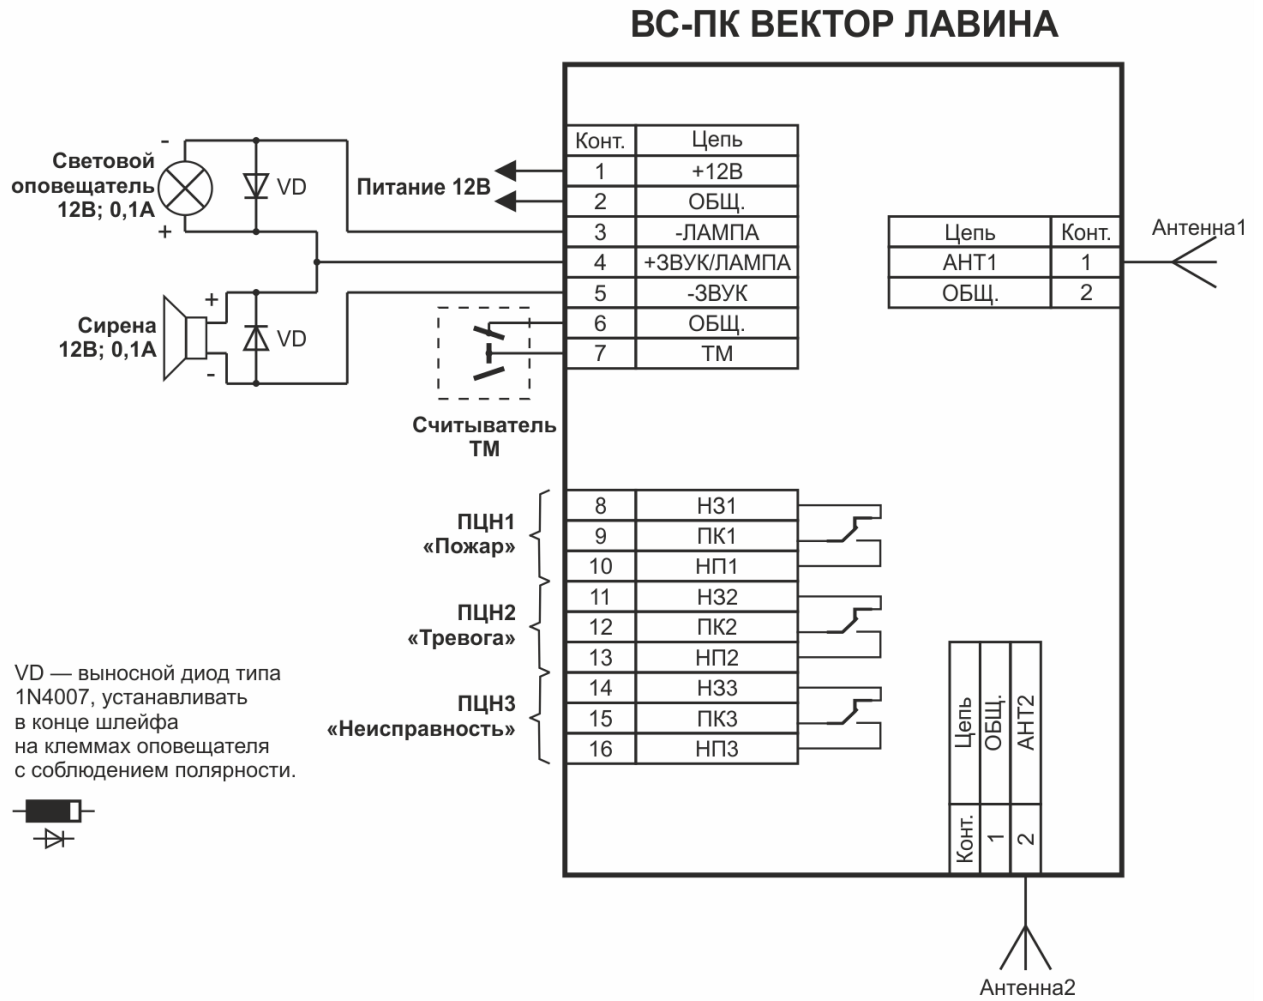 ВС-ПК ВЕКТОР ЛАВИНА
Световой
оповещатель
12В; 0,1А
-
+
VD
Питание 12В
Сирена
12В; 0,1А
+
-
VD
Считыватель
ТМ
Конт. Цепь
1 +12В
2 ОБЩ.
3 -ЛАМПА
4 +ЗВУК/ЛАМПА
5 -ЗВУК
6 ОБЩ.
7 ТМ
Цепь Конт.
АНТ1 1
ОБЩ. 2
Антенна1
ПЦН1
«Пожар»
8 НЗ1
9 ПК1
10 НП1
ПЦН2
«Тревога»
11 НЗ2
12 ПК2
13 НП2
ПЦН3
«Неисправность»
14 НЗ3
15 ПК3
16 НП3
VD — выносной диод типа
1N4007, устанавливать
в конце шлейфа
на клеммах оповещателя
с соблюдением полярности.
Конт. Цепь
1 ОБЩ.
2 АНТ2
Антенна2